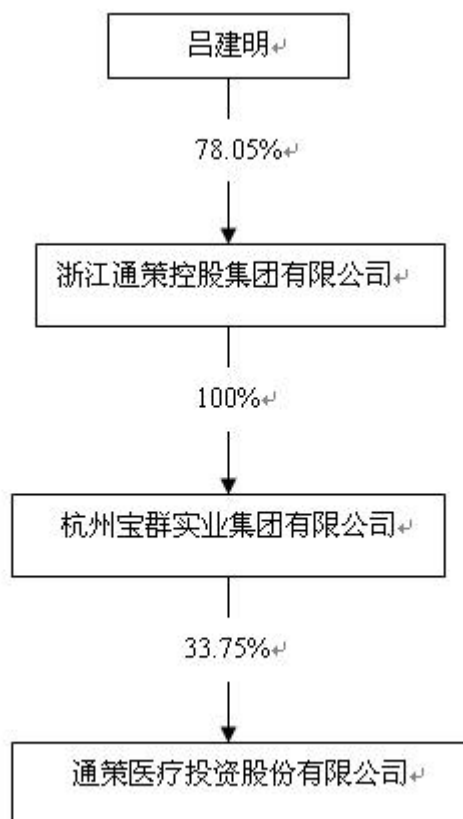 吕建明↵
78.05%↵
浙江通策控股集团有限公司↵
100%↵
杭州宝群实业集团有限公司↵
33.75%↵
通策医疗投资股份有限公司↵